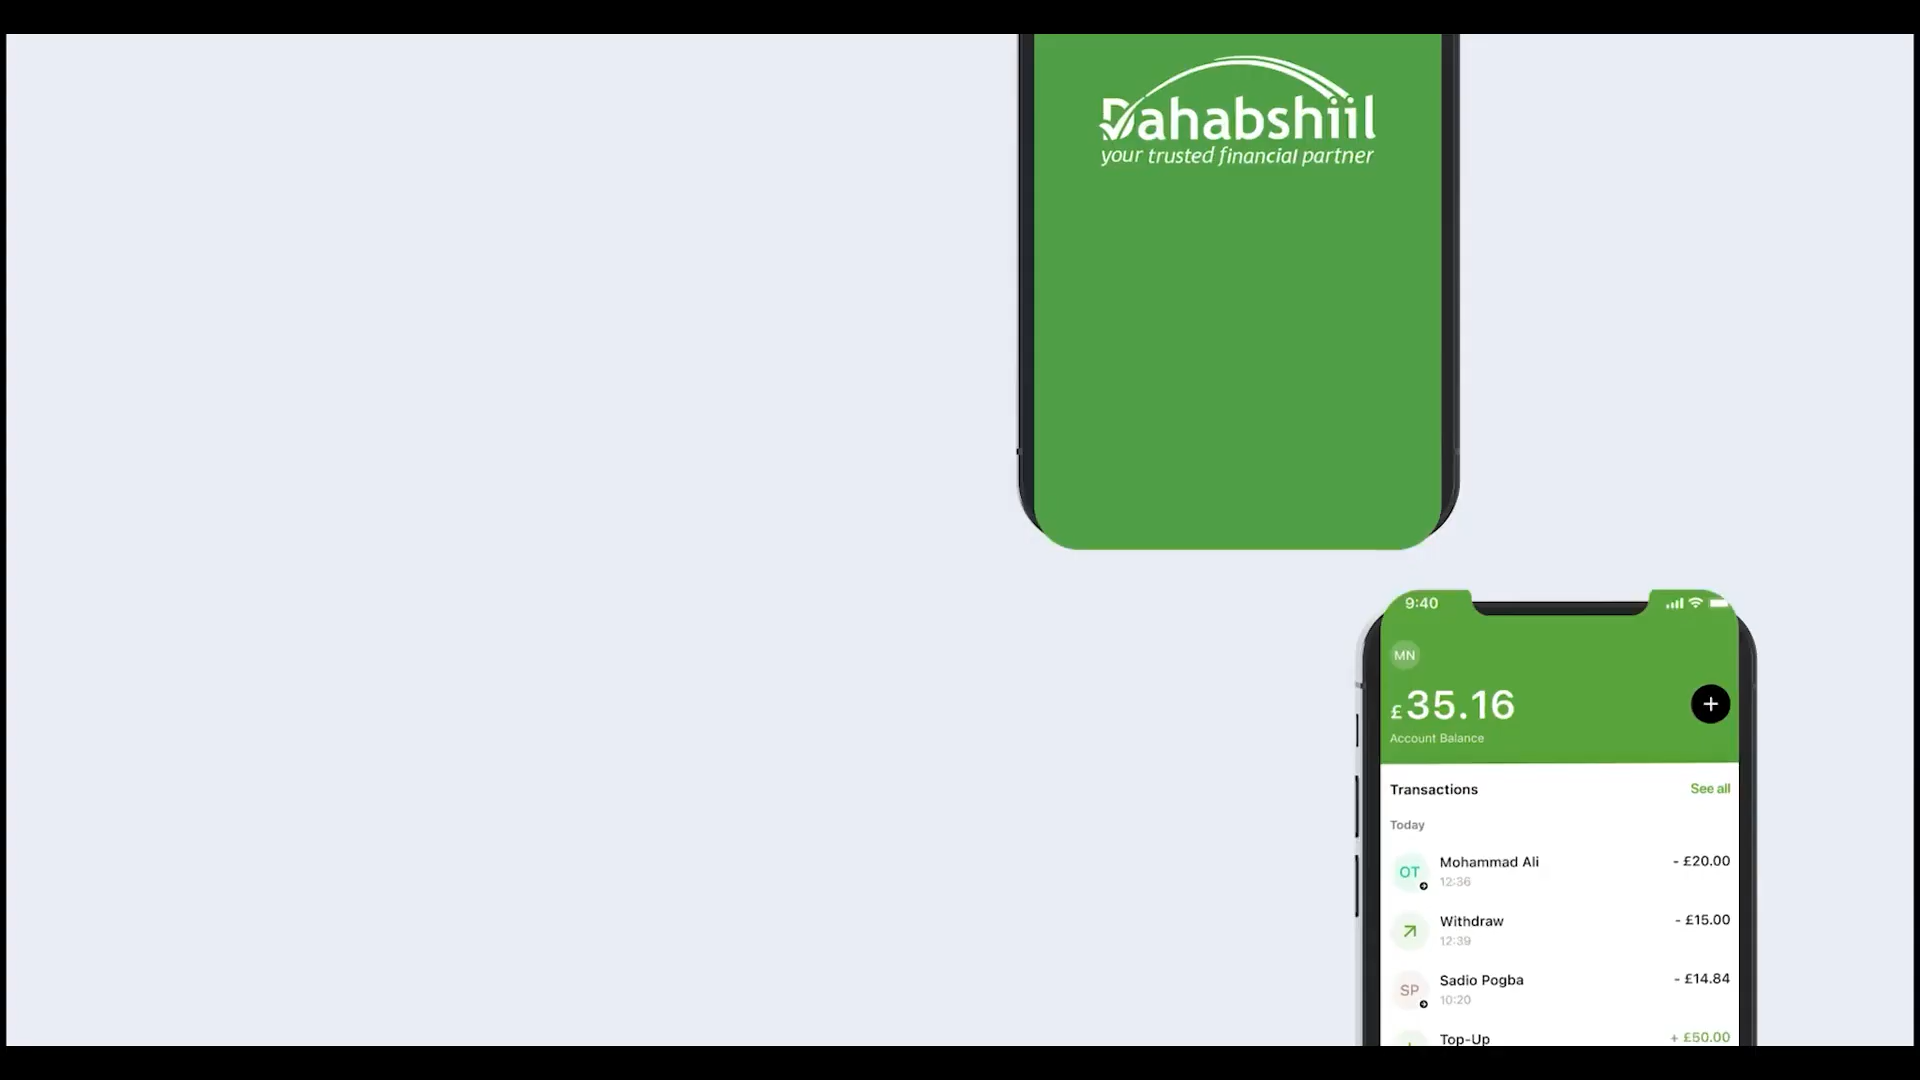 Dahabshiil
your trusted financial partner
9:40
MN
£35.16
+
Account Balance
Transactions See all
Today
OT Mohammad Ali - £20.00
12:36
Withdraw - £15.00
12:39
SP Sadio Pogba - £14.84
10:20
Top-Up + £50.00